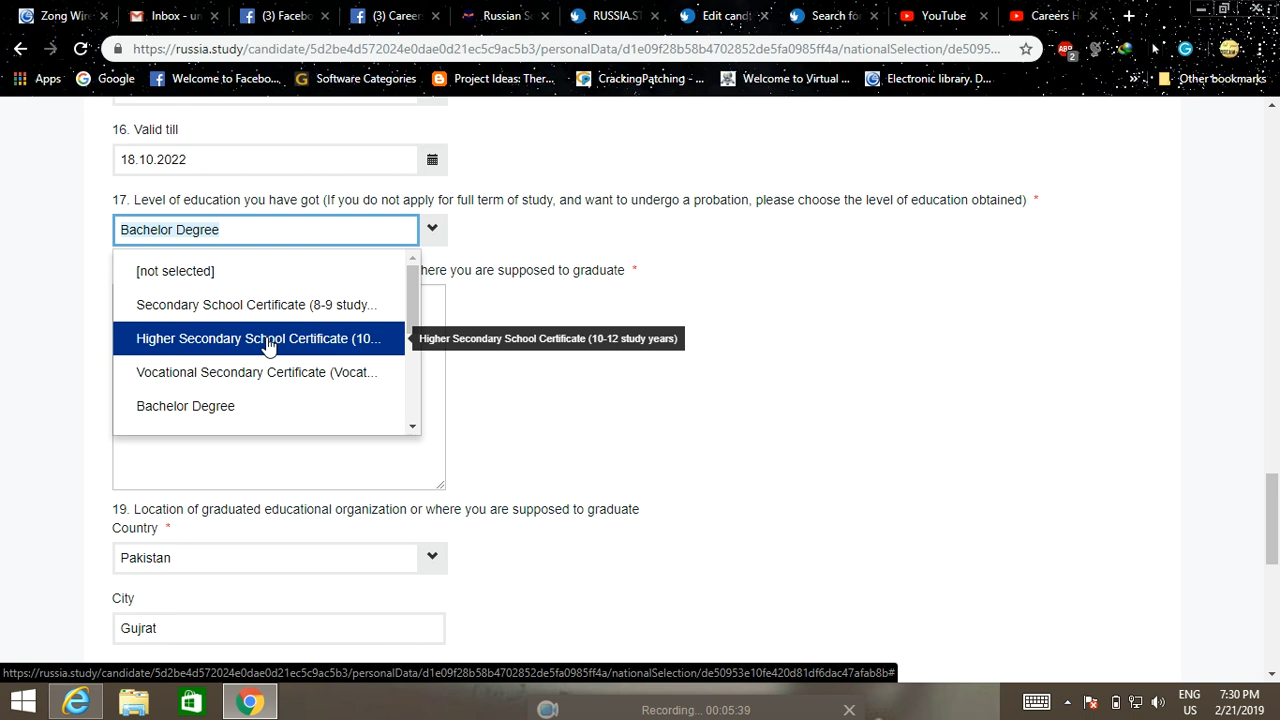 Zong Wire
Inbox - un
(3) Facebo
(3) Career
Russian Sc
RUSSIA.ST
Edit candi
Search for
YouTube
Careers H
https://russia.study/candidate/5d2be4d572024e0dae0d21ec5c9ac5b3/personalData/d1e09f28b58b4702852de5fa0985ff4a/nationalSelection/de5095...
ABP
2
Apps
Google
Welcome to Facebo...
Software Categories
Project Ideas: Ther...
CrackingPatching - ...
Welcome to Virtual ...
Electronic library. D...
Other bookmarks
16. Valid till
18.10.2022
17. Level of education you have got (If you do not apply for full term of study, and want to undergo a probation, please choose the level of education obtained) *
Bachelor Degree
[not selected]
here you are supposed to graduate *
Secondary School Certificate (8-9 study...
Higher Secondary School Certificate (10...
Higher Secondary School Certificate (10-12 study years)
Vocational Secondary Certificate (Vocat...
Bachelor Degree
19. Location of graduated educational organization or where you are supposed to graduate
Country *
Pakistan
City
Gujrat
https://russia.study/candidate/5d2be4d572024e0dae0d21ec5c9ac5b3/personalData/d1e09f28b58b4702852de5fa0985ff4a/nationalSelection/de50953e10fe420d81df6dac47afab8b#
Recording... 00:05:39
ENG
US
7:30 PM
2/21/2019